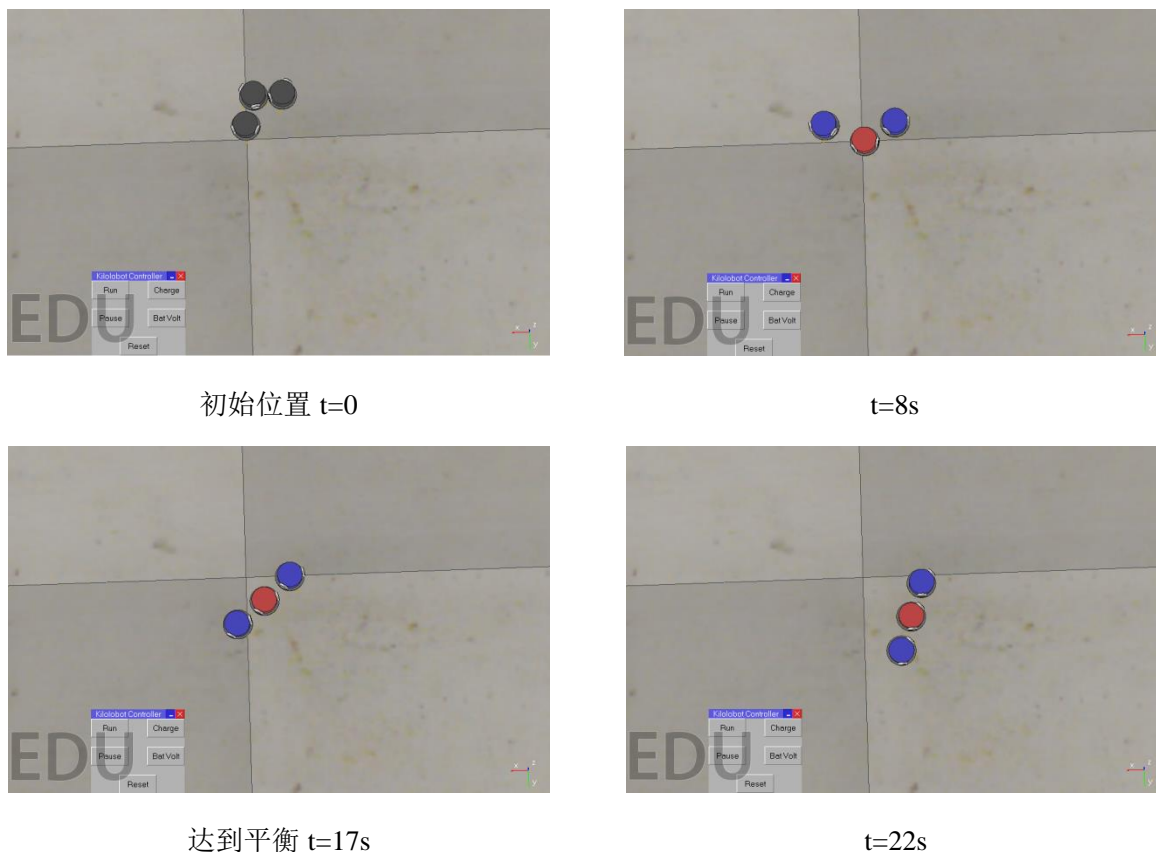 Kilolobot Controller
Run Charge
Pause Bat Volt
Reset
EDU
x z
y
Kilolobot Controller
Run Charge
Pause Bat Volt
Reset
EDU
x z
y
初始位置 t=0
t=8s
Kilolobot Controller
Run Charge
Pause Bat Volt
Reset
EDU
x z
y
Kilolobot Controller
Run Charge
Pause Bat Volt
Reset
EDU
x z
y
达到平衡 t=17s
t=22s